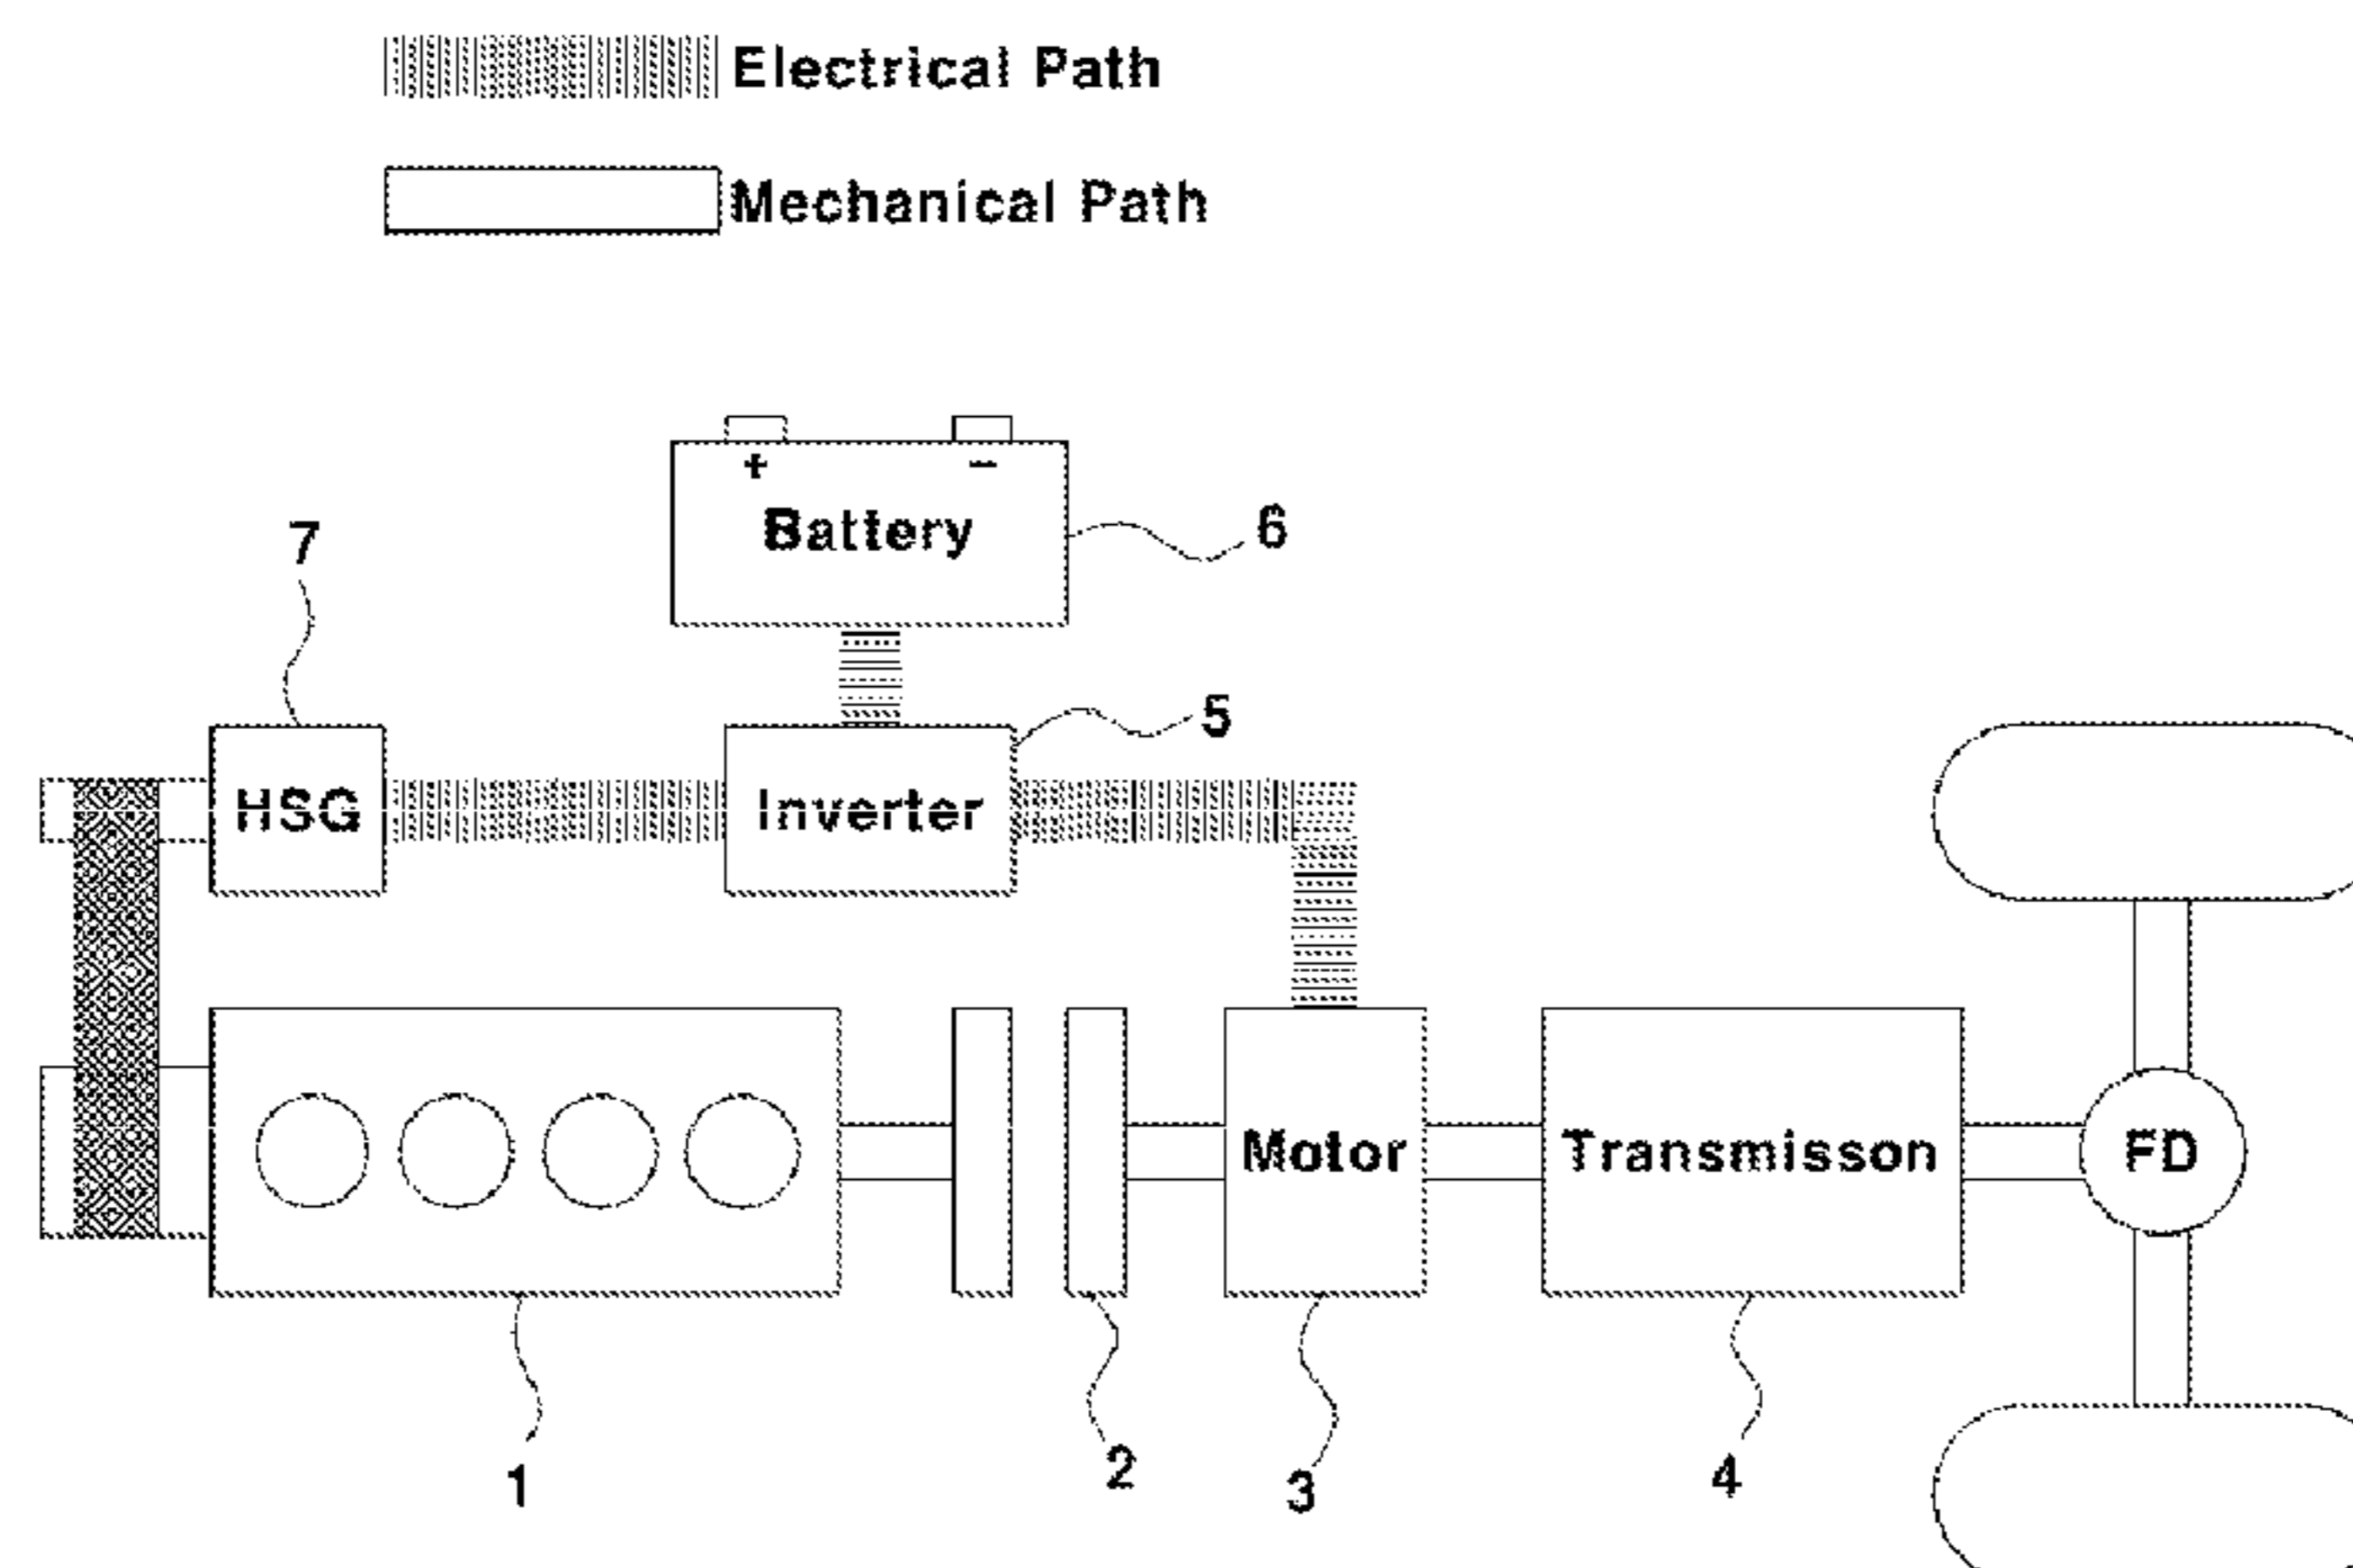 Electrical Path
Mechanical Path
+ −
Battery
6
7
5
HSG
Inverter
Motor
Transmisson
FD
1
2
3
4